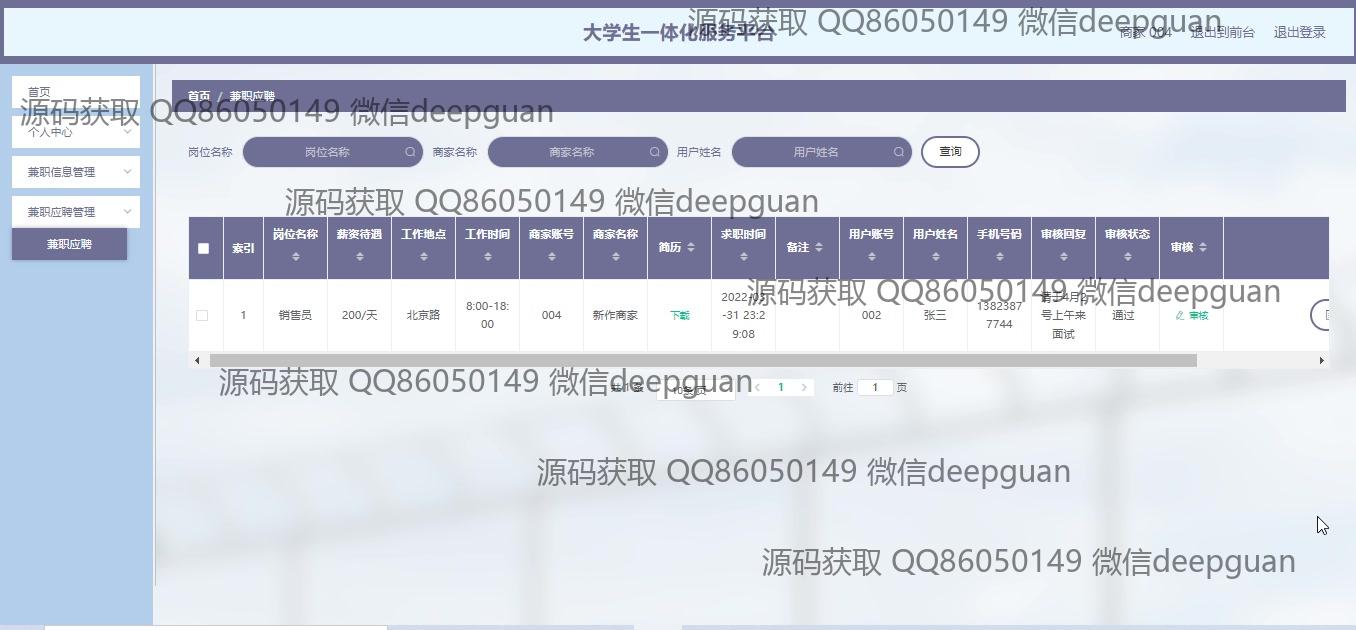 大学生一体化服务平台
商家 004 退出到前台 退出登录
源码获取 QQ86050149 微信deepguan
首页
个人中心
兼职信息管理
兼职应聘管理
兼职应聘
首页 / 兼职应聘
源码获取 QQ86050149 微信deepguan
岗位名称 岗位名称 商家名称 商家名称 用户姓名 用户姓名 查询
源码获取 QQ86050149 微信deepguan
索引 岗位名称 薪资待遇 工作地点 工作时间 商家账号 商家名称 简历 求职时间 备注 用户账号 用户姓名 手机号码 审核回复 审核状态 审核
源码获取 QQ86050149 微信deepguan
1 销售员 200/天 北京路
8:00-18:
00
004 新作商家 下载
2022-03
-31 23:2
9:08
002 张三
1382387
7744
号上午来
面试
通过 审核
源码获取 QQ86050149 微信deepguan
共 1 条 10条/页 1 前往 1 页
源码获取 QQ86050149 微信deepguan
源码获取 QQ86050149 微信deepguan